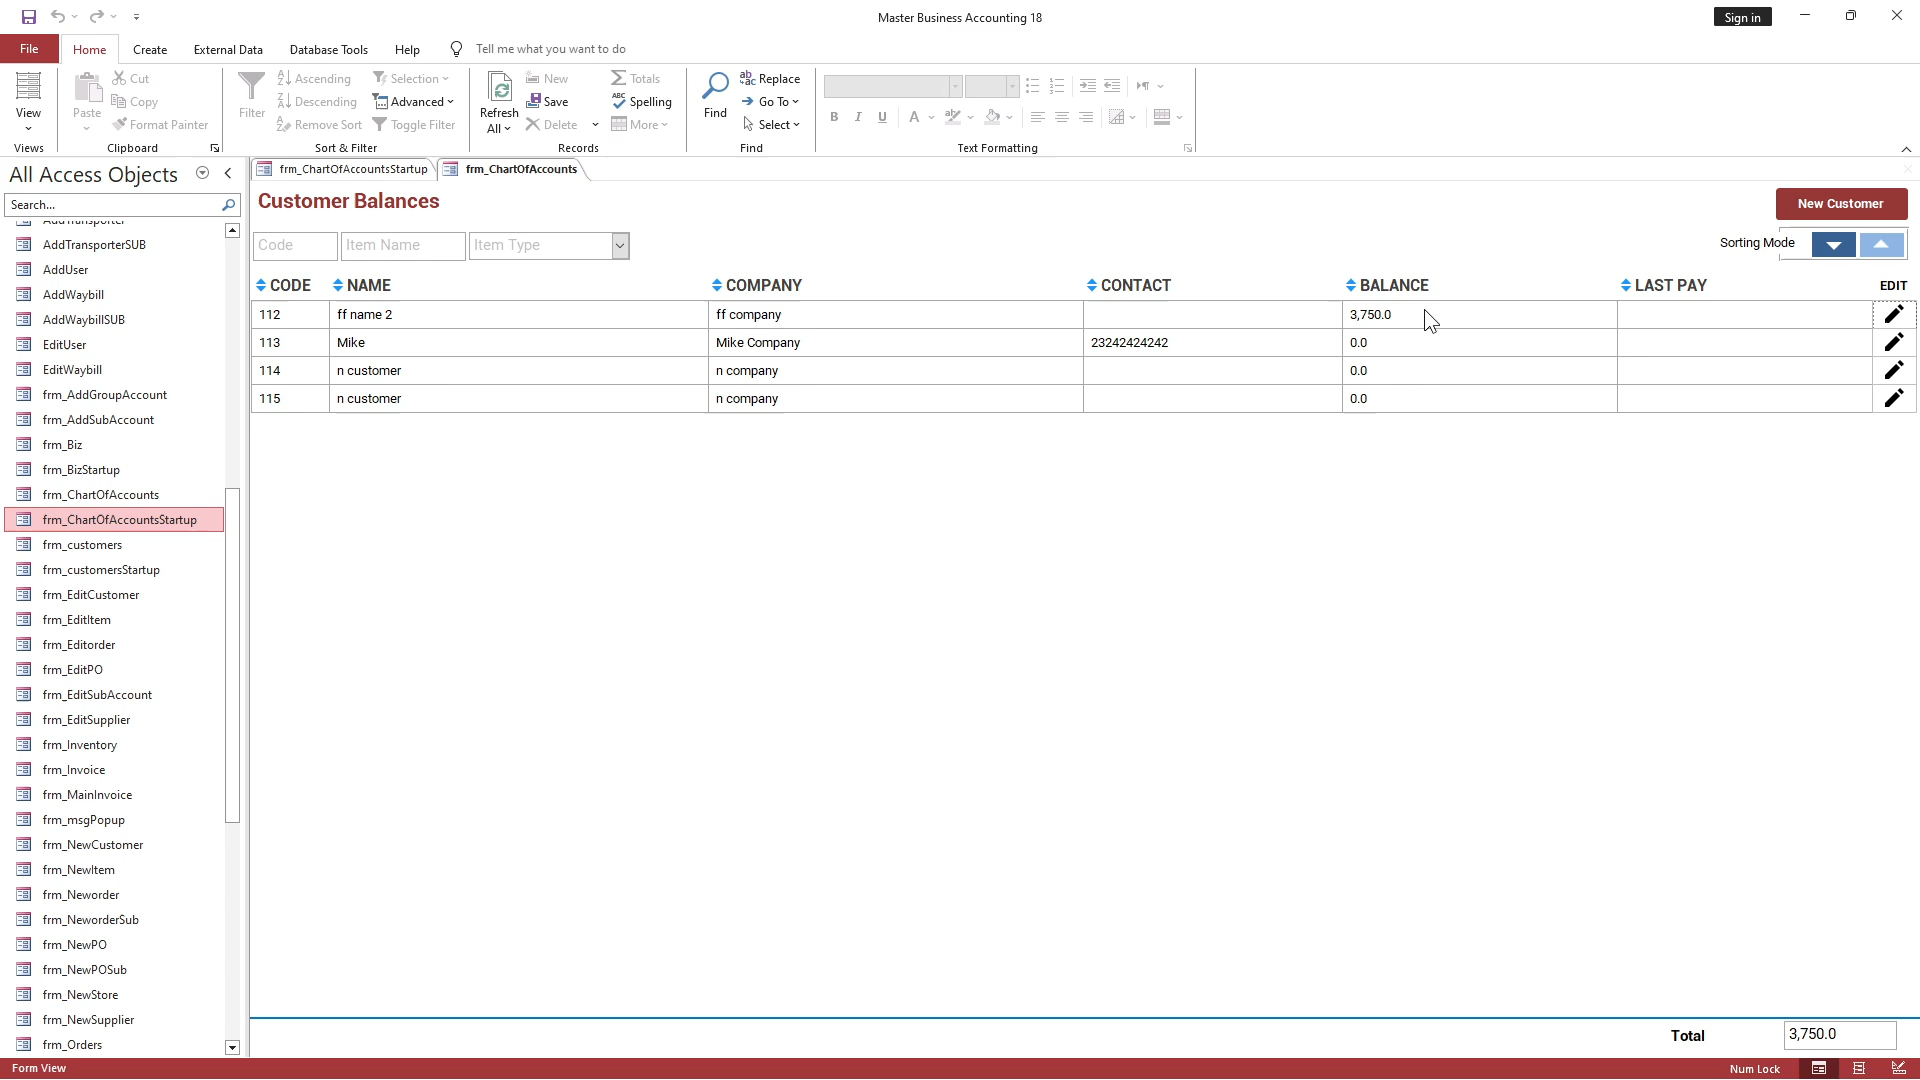 Master Business Accounting 18
Sign in
File Home Create External Data Database Tools Help Tell me what you want to do
View
Views
Paste
Cut
Copy
Format Painter
Clipboard
Filter
Ascending
Descending
Remove Sort
Selection
Advanced
Toggle Filter
Sort & Filter
Refresh All
New
Save
Delete
Totals
Spelling
More
Records
Find
Replace
Go To
Select
Find
Text Formatting
All Access Objects
Search...
AddTransporter
AddTransporterSUB
AddUser
AddWaybill
AddWaybillSUB
EditUser
EditWaybill
frm_AddGroupAccount
frm_AddSubAccount
frm_Biz
frm_BizStartup
frm_ChartOfAccounts
frm_ChartOfAccountsStartup
frm_customers
frm_customersStartup
frm_EditCustomer
frm_EditItem
frm_Editorder
frm_EditPO
frm_EditSubAccount
frm_EditSupplier
frm_Inventory
frm_Invoice
frm_MainInvoice
frm_msgPopup
frm_NewCustomer
frm_NewItem
frm_Neworder
frm_NeworderSub
frm_NewPO
frm_NewPOSub
frm_NewStore
frm_NewSupplier
frm_Orders
frm_ChartOfAccountsStartup frm_ChartOfAccounts
Customer Balances
New Customer
Code Item Name Item Type
Sorting Mode
CODE NAME COMPANY CONTACT BALANCE LAST PAY EDIT
112 ff name 2 ff company 3,750.0
113 Mike Mike Company 23242424242 0.0
114 n customer n company 0.0
115 n customer n company 0.0
Total 3,750.0
Form View
Num Lock